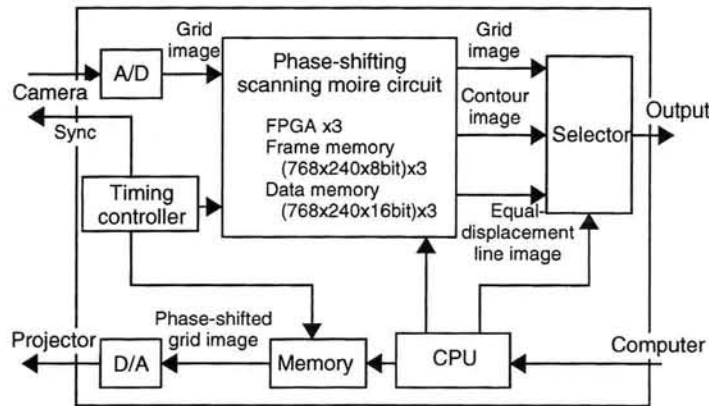 Grid
image
Grid
image
A/D
Phase-shifting
scanning moire circuit
Camera
Sync
FPGA x3
Frame memory
(768x240x8bit)x3
Data memory
(768x240x16bit)x3
Contour
image
Selector
Output
Timing
controller
Equal-
displacement
line image
Projector
D/A
Phase-shifted
grid image
Memory
CPU
Computer